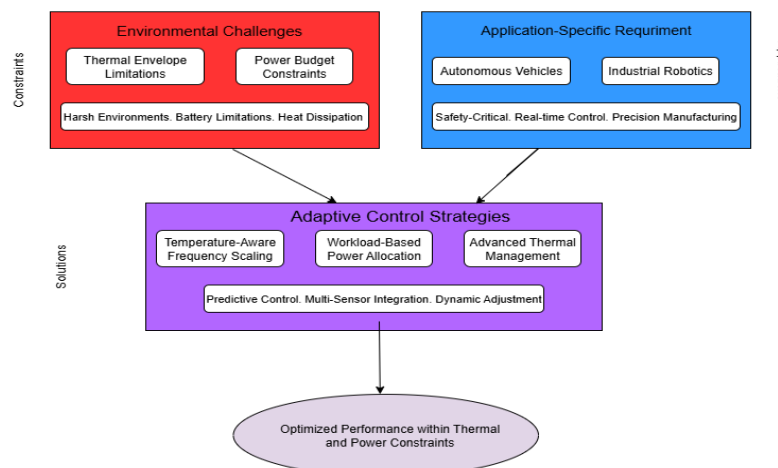 Constraints
Environmental Challenges
Thermal Envelope
Limitations
Power Budget
Constraints
Harsh Environments. Battery Limitations. Heat Dissipation
Application-Specific Requriment
Autonomous Vehicles
Industrial Robotics
Safety-Critical. Real-time Control. Precision Manufacturing
Solutions
Adaptive Control Strategies
Temperature-Aware
Frequency Scaling
Workload-Based
Power Allocation
Advanced Thermal
Management
Predictive Control. Multi-Sensor Integration. Dynamic Adjustment
Optimized Performance within Thermal
and Power Constraints